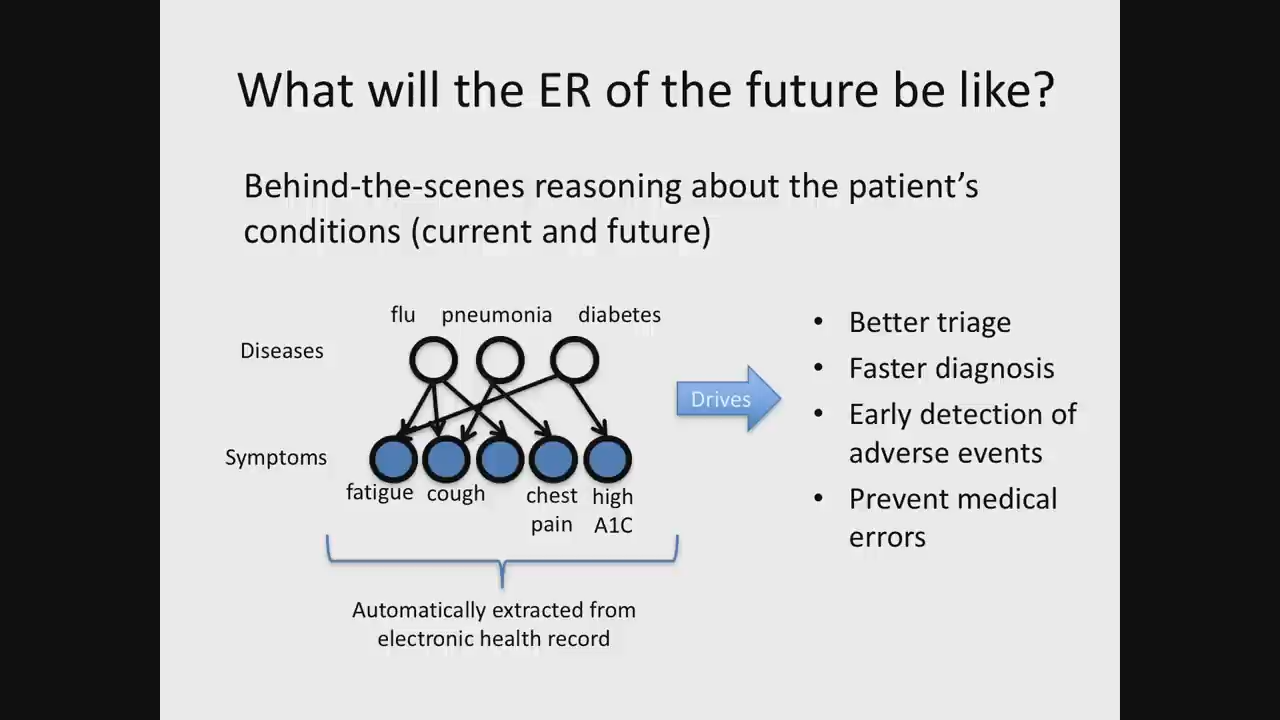 What will the ER of the future be like?
Behind-the-scenes reasoning about the patient’s
conditions (current and future)
flu pneumonia diabetes
Diseases
Symptoms
fatigue cough chest pain high A1C
Automatically extracted from
electronic health record
Drives
• Better triage
• Faster diagnosis
• Early detection of
adverse events
• Prevent medical
errors